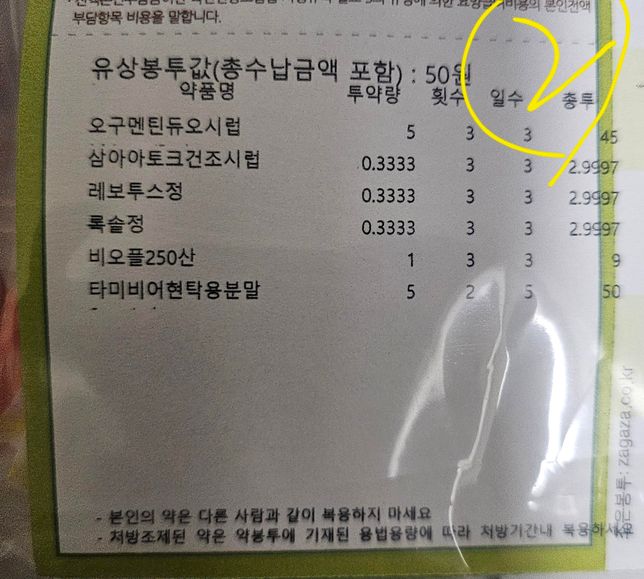 부담항목 비용을 말합니다.
유상봉투값(총수납금액 포함) : 50원
약품명 투약량 횟수 일수 총투
오구멘틴듀오시럽 5 3 3 45
삼아아토크건조시럽 0.3333 3 3 2.9997
레보투스정 0.3333 3 3 2.9997
록솔정 0.3333 3 3 2.9997
비오플250산 1 3 3 9
타미비어현탁용분말 5 2 5 50
- 본인의 약은 다른 사람과 같이 복용하지 마세요
- 처방조제된 약은 약봉투에 기재된 용법용량에 따라 처방기간내 복용하세요
좋은봉투: zagaza.co.kr